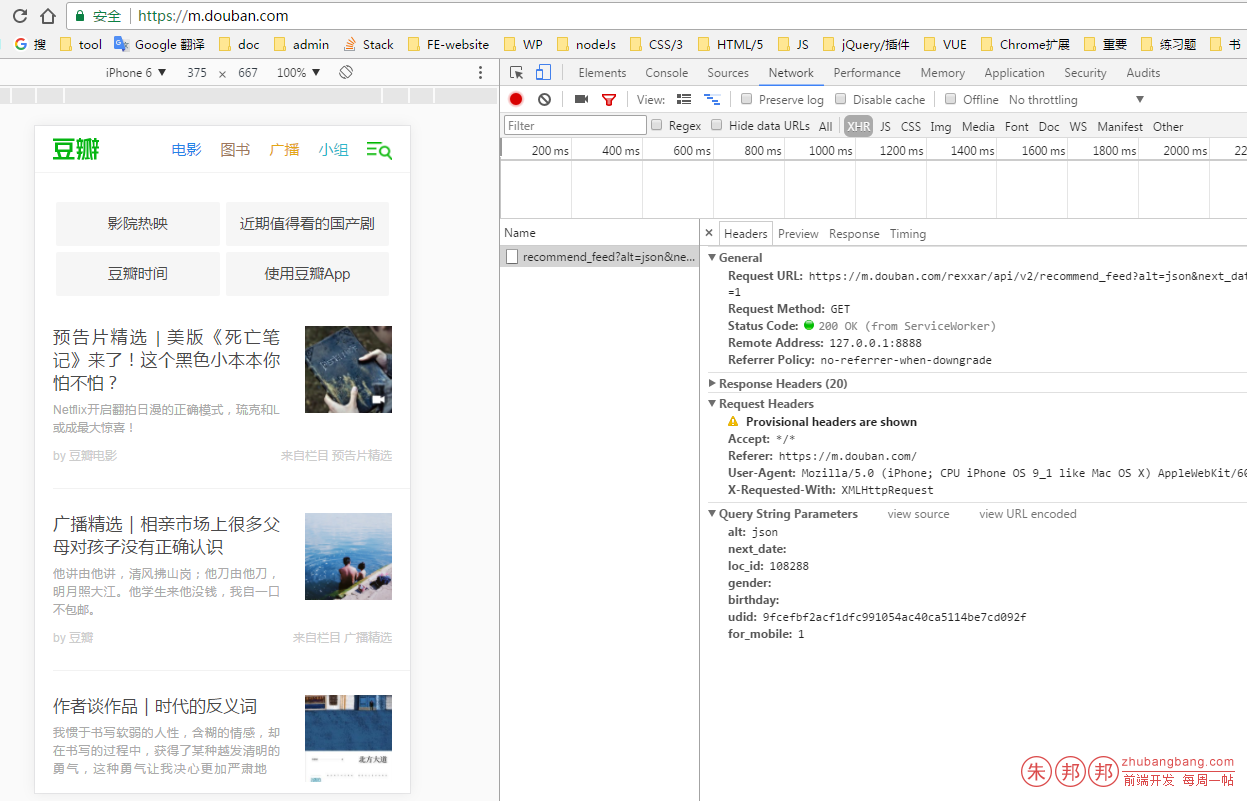 安全 https://m.douban.com
搜 tool Google 翻译 doc admin Stack FE-website WP nodeJs CSS/3 HTML/5 JS jQuery/插件 VUE Chrome扩展 重要 练习题 书
iPhone 6 ▼ 375 × 667 100% ▼
Elements Console Sources Network Performance Memory Application Security Audits
View: Preserve log Disable cache Offline No throttling ▼
Filter Regex Hide data URLs All XHR JS CSS Img Media Font Doc WS Manifest Other
200 ms 400 ms 600 ms 800 ms 1000 ms 1200 ms 1400 ms 1600 ms 1800 ms 2000 ms 22
豆瓣 电影 图书 广播 小组
影院热映 近期值得看的国产剧
豆瓣时间 使用豆瓣App
预告片精选 | 美版《死亡笔
记》来了！这个黑色小本本你
怕不怕？
Netflix开启翻拍日漫的正确模式，琉克和L
或成最大惊喜！
by 豆瓣电影 来自栏目 预告片精选
广播精选 | 相亲市场上很多父
母对孩子没有正确认识
他讲由他讲，清风拂山岗；他刀由他刀，
明月照大江。他学生来他没钱，我自一口
不包邮。
by 豆瓣 来自栏目 广播精选
作者谈作品 | 时代的反义词
我惯于书写软弱的人性，含糊的情感，却
在书写的过程中，获得了某种越发清明的
勇气，这种勇气让我决心更加严肃地
北方大道
Name
recommend_feed?alt=json&ne...
× Headers Preview Response Timing
General
Request URL: https://m.douban.com/rexxar/api/v2/recommend_feed?alt=json&next_dat
=1
Request Method: GET
Status Code: 200 OK (from ServiceWorker)
Remote Address: 127.0.0.1:8888
Referrer Policy: no-referrer-when-downgrade
Response Headers (20)
Request Headers
Provisional headers are shown
Accept: */*
Referer: https://m.douban.com/
User-Agent: Mozilla/5.0 (iPhone; CPU iPhone OS 9_1 like Mac OS X) AppleWebKit/60
X-Requested-With: XMLHttpRequest
Query String Parameters view source view URL encoded
alt: json
next_date:
loc_id: 108288
gender:
birthday:
udid: 9fcefbf2acf1dfc991054ac40ca5114be7cd092f
for_mobile: 1
朱邦邦 zhubangbang.com
前端开发 每周一帖